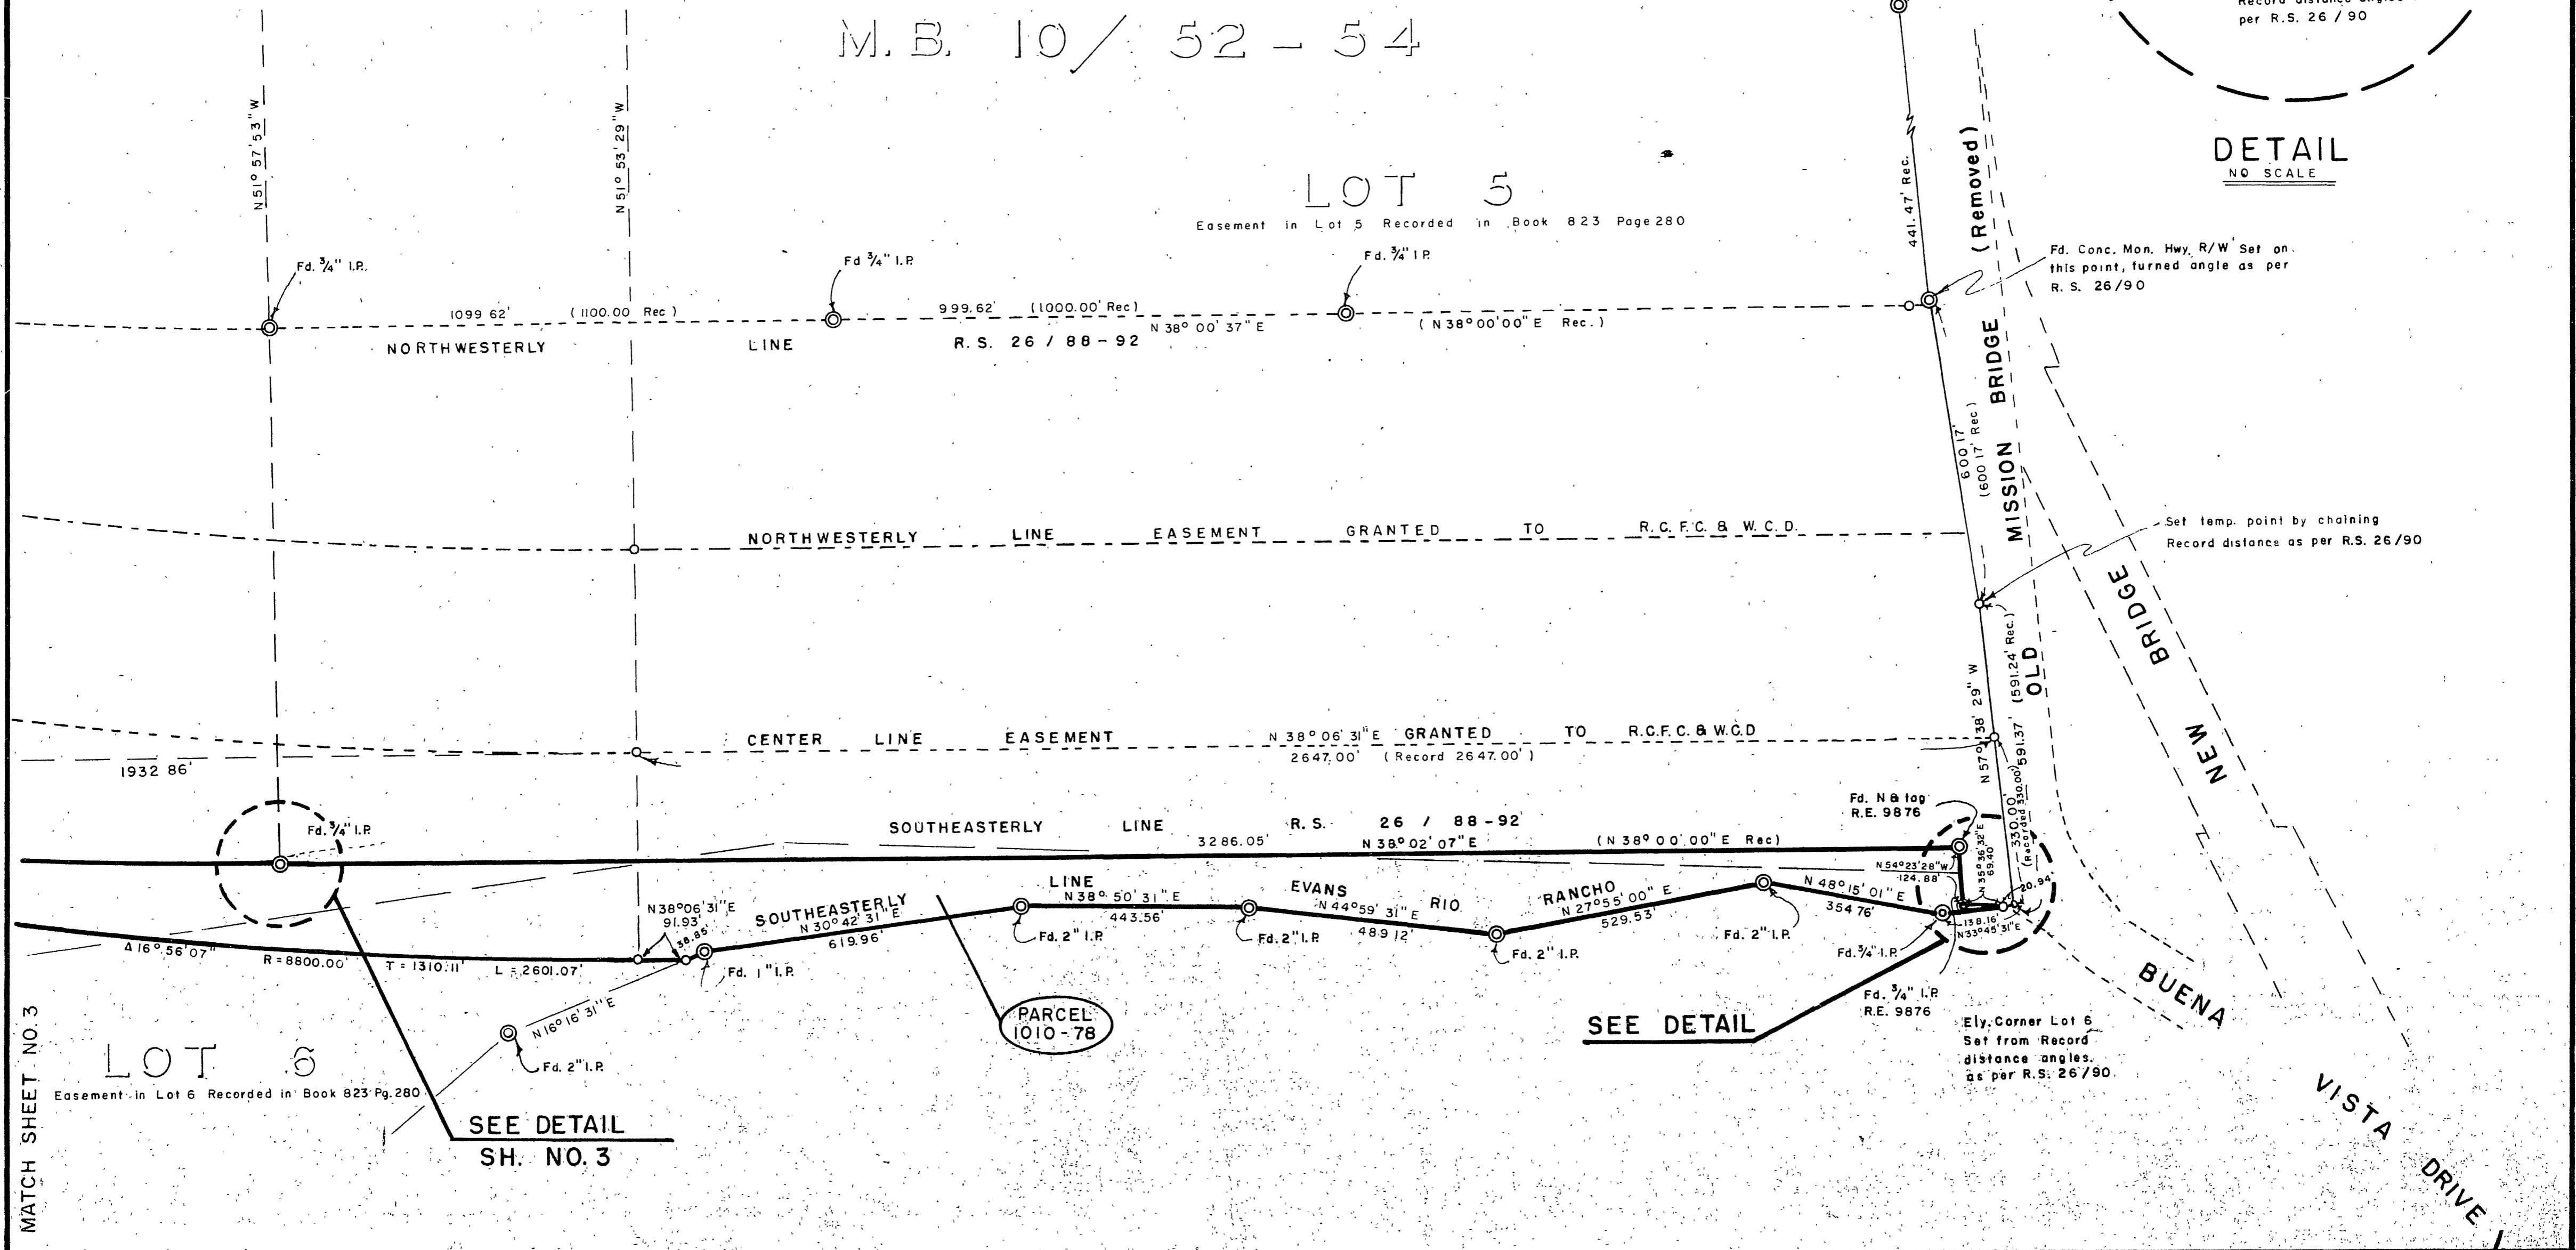 M.B. 10/ 52-54
per R.S. 26 / 90
DETAIL
NO SCALE
N 51° 57' 53" W
N 51° 53' 29" W
LOT 5
Easement in Lot 5 Recorded in Book 823 Page 280
441.47' Rec.
(Removed)
Fd. Conc. Mon. Hwy. R/W Set on
this point, turned angle as per
R. S. 26/90
Fd. 3/4" I.P.
Fd 3/4" I.P.
Fd. 3/4" I P.
1099 62' (1100.00 Rec)
999.62' (1000.00' Rec)
N 38° 00' 37" E
(N38°00'00" E Rec.)
NORTHWESTERLY LINE R.S. 26 / 88-92
600.17'
(600 17' Rec)
OLD MISSION BRIDGE
NORTHWESTERLY LINE EASEMENT GRANTED TO R.C.F.C. & W.C.D.
Set temp. point by chaining
Record distance as per R.S. 26/90
NEW BRIDGE
N 57° 38' 29" W
591.37' (591.24' Rec.)
CENTER LINE EASEMENT N 38° 06' 31" E GRANTED TO R.C.F.C. & W.C.D
2647.00' (Record 2647.00')
1932 86'
Fd. 3/4" I.P.
Fd. N & tag
R.E. 9876
SOUTHEASTERLY LINE R.S. 26 / 88-92
3286.05' N 38° 02' 07" E (N 38° 00' 00" E Rec)
330.00'
(Recorded 330.00')
N 35° 36' 32" E
69.40
N 54° 23' 28" W
124.88'
20.94'
138.16'
N33°45'31"E
SOUTHEASTERLY LINE EVANS RIO RANCHO
N38°06'31"E
91.93'
38.85'
N 30° 42' 31" E
619.96'
N38° 50' 31" E
443.56'
N 44° 59' 31" E
489 12'
N 27° 55' 00" E
529.53'
N 48° 15' 01" E
354 76'
Fd. 1" I.P.
Fd. 2" I.P.
Fd. 2" I.P.
Fd. 2" I.P.
Fd. 2" I.P.
Fd. 3/4" I.P.
Δ 16° 56' 07" R = 8800.00' T = 1310.11' L = 2601.07'
N 16° 16' 31" E
Fd. 2" I.P.
PARCEL
1010-78
SEE DETAIL
Fd. 3/4" I.P.
R.E. 9876
Ely. Corner Lot 6
Set from Record
distance angles.
as per R.S. 26/90
LOT 6
Easement in Lot 6 Recorded in Book 823 Pg. 280
SEE DETAIL
SH. NO. 3
MATCH SHEET NO. 3
BUENA VISTA DRIVE